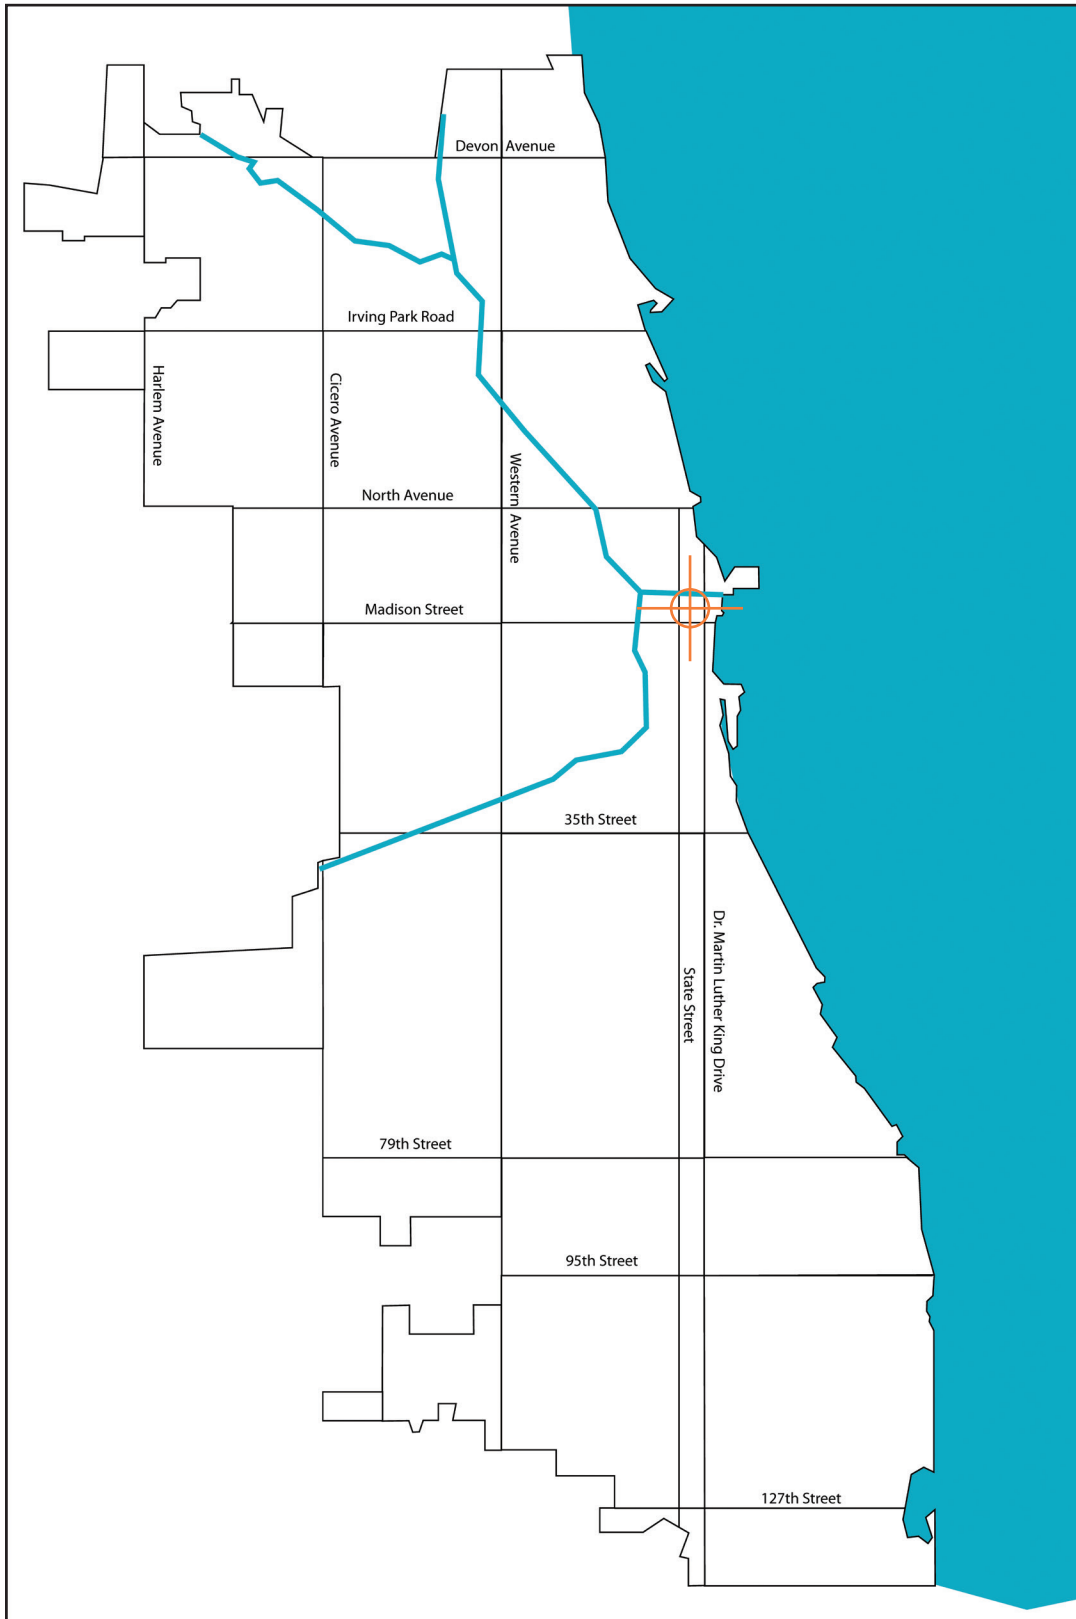 Devon Avenue
Irving Park Road
Harlem Avenue
Cicero Avenue
Western Avenue
North Avenue
Madison Street
35th Street
Dr. Martin Luther King Drive
State Street
79th Street
95th Street
127th Street